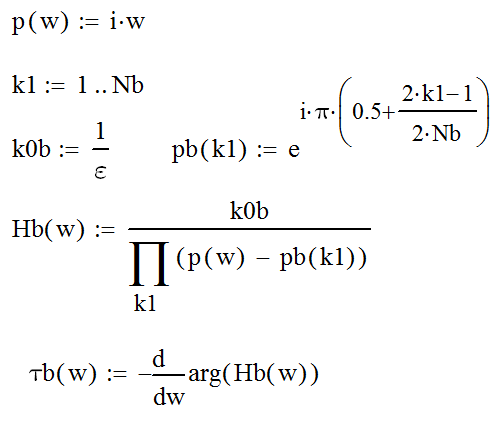 p(w) := i·w
k1 := 1 .. Nb
k0b := 1/ε pb(k1) := e^(i·π·(0.5+(2·k1−1)/(2·Nb)))
Hb(w) := k0b/∏_k1 (p(w) − pb(k1))
τb(w) := −d/dw arg(Hb(w))